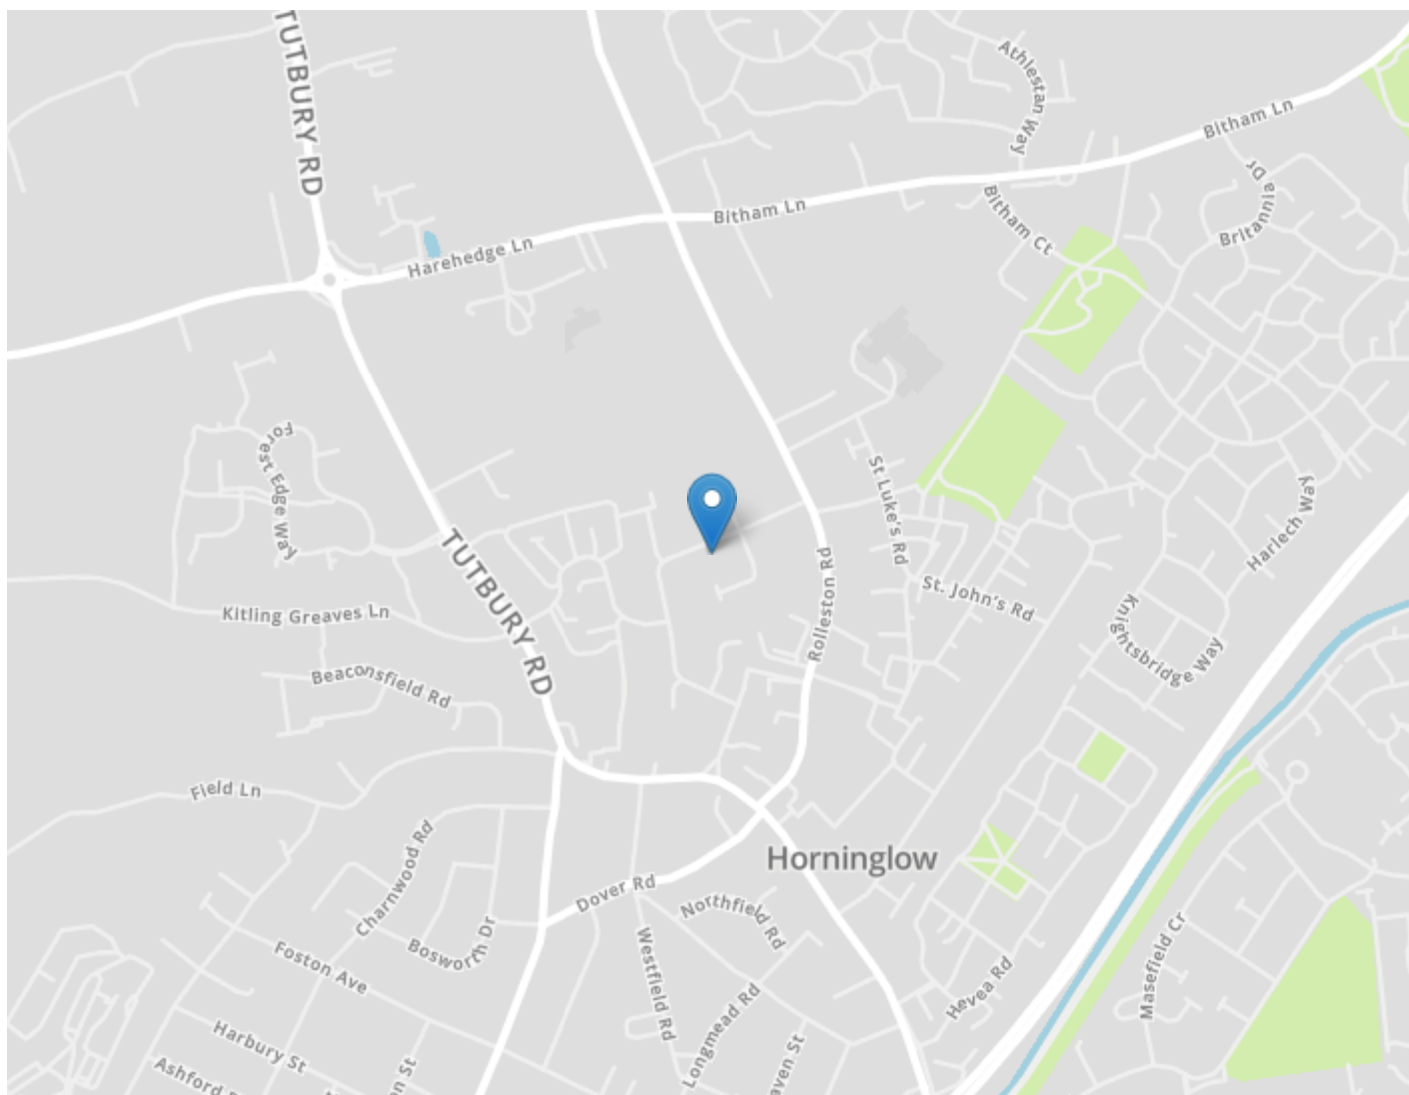 TUTBURY RD
Athlestan Way
Bitham Ln
Bitham Ln
Britannia Dr
Bitham Ct
Harehedge Ln
Forest Edge Way
St Luke's Rd
Harlech Way
TUTBURY RD
Rolleston Rd
St. John's Rd
Kitling Greaves Ln
Knightsbridge Way
Beaconsfield Rd
Field Ln
Charnwood Rd
Horninglow
Dover Rd
Northfield Rd
Bosworth Dr
Foston Ave
Westfield Rd
Masefield Cr
Hevea Rd
Longmead Rd
Harbury St
Ashford